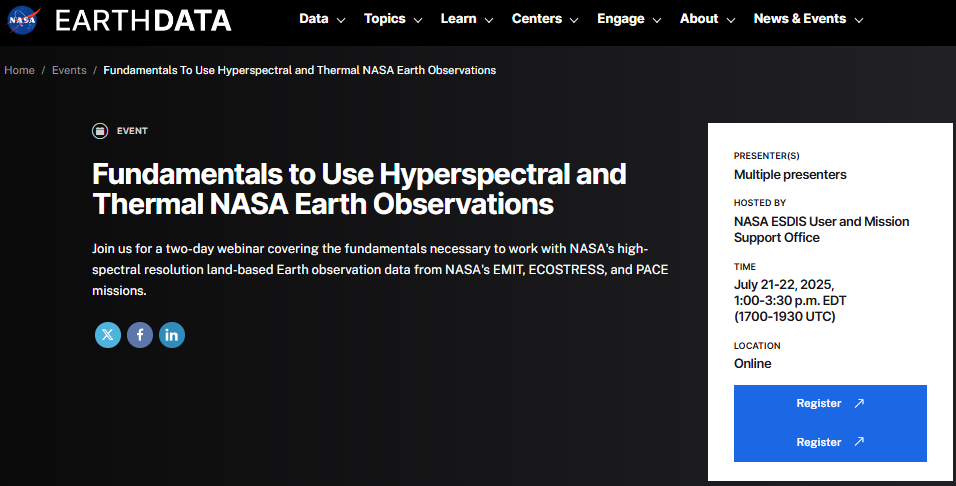 NASA
EARTHDATA
Data Topics Learn Centers Engage About News & Events
Home / Events / Fundamentals To Use Hyperspectral and Thermal NASA Earth Observations
EVENT
Fundamentals to Use Hyperspectral and
Thermal NASA Earth Observations
Join us for a two-day webinar covering the fundamentals necessary to work with NASA's high-
spectral resolution land-based Earth observation data from NASA's EMIT, ECOSTRESS, and PACE
missions.
X f in
PRESENTER(S)
Multiple presenters
HOSTED BY
NASA ESDIS User and Mission
Support Office
TIME
July 21-22, 2025,
1:00-3:30 p.m. EDT
(1700-1930 UTC)
LOCATION
Online
Register
Register